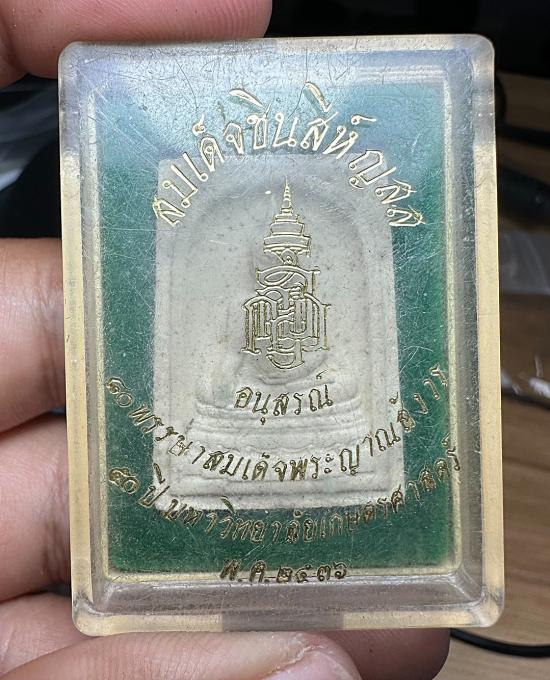 สมเด็จชินสีห์ ญสส
อนุสรณ์
๘๐ พรรษาสมเด็จพระญาณสังวร
๕๐ ปี มหาวิทยาลัยเกษตรศาสตร์
พ.ศ.๒๕๓๖